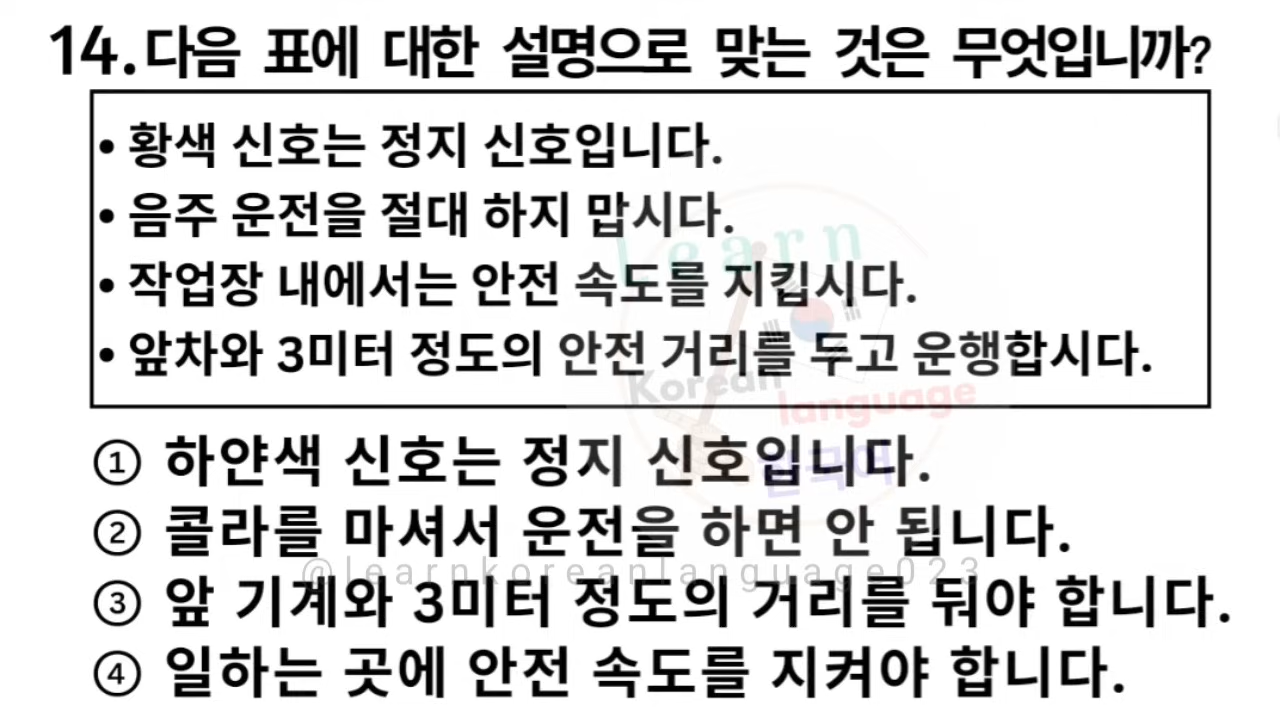 14.다음 표에 대한 설명으로 맞는 것은 무엇입니까?
• 황색 신호는 정지 신호입니다.
• 음주 운전을 절대 하지 맙시다.
• 작업장 내에서는 안전 속도를 지킵시다.
• 앞차와 3미터 정도의 안전 거리를 두고 운행합시다.
① 하얀색 신호는 정지 신호입니다.
② 콜라를 마셔서 운전을 하면 안 됩니다.
③ 앞 기계와 3미터 정도의 거리를 둬야 합니다.
④ 일하는 곳에 안전 속도를 지켜야 합니다.
Learn
Korean
language
한국어
@learnkoreanlanguage023